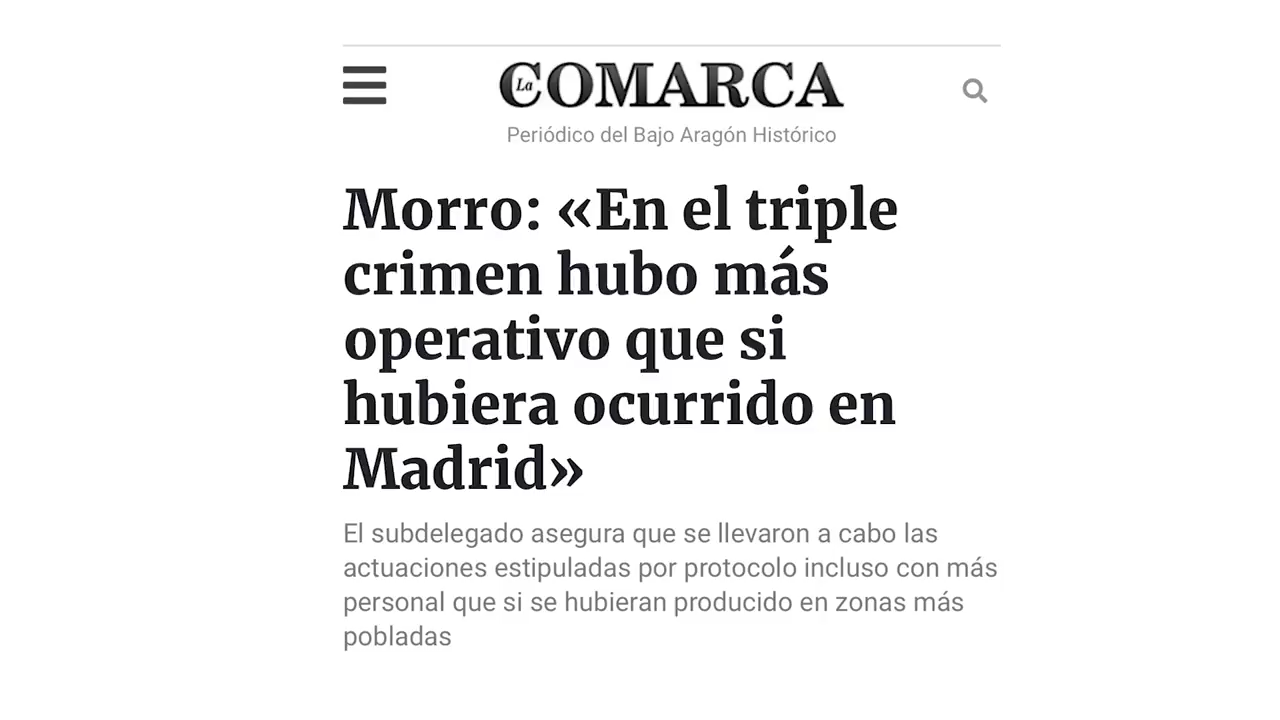 La COMARCA
Periódico del Bajo Aragón Histórico
Morro: «En el triple
crimen hubo más
operativo que si
hubiera ocurrido en
Madrid»
El subdelegado asegura que se llevaron a cabo las
actuaciones estipuladas por protocolo incluso con más
personal que si se hubieran producido en zonas más
pobladas